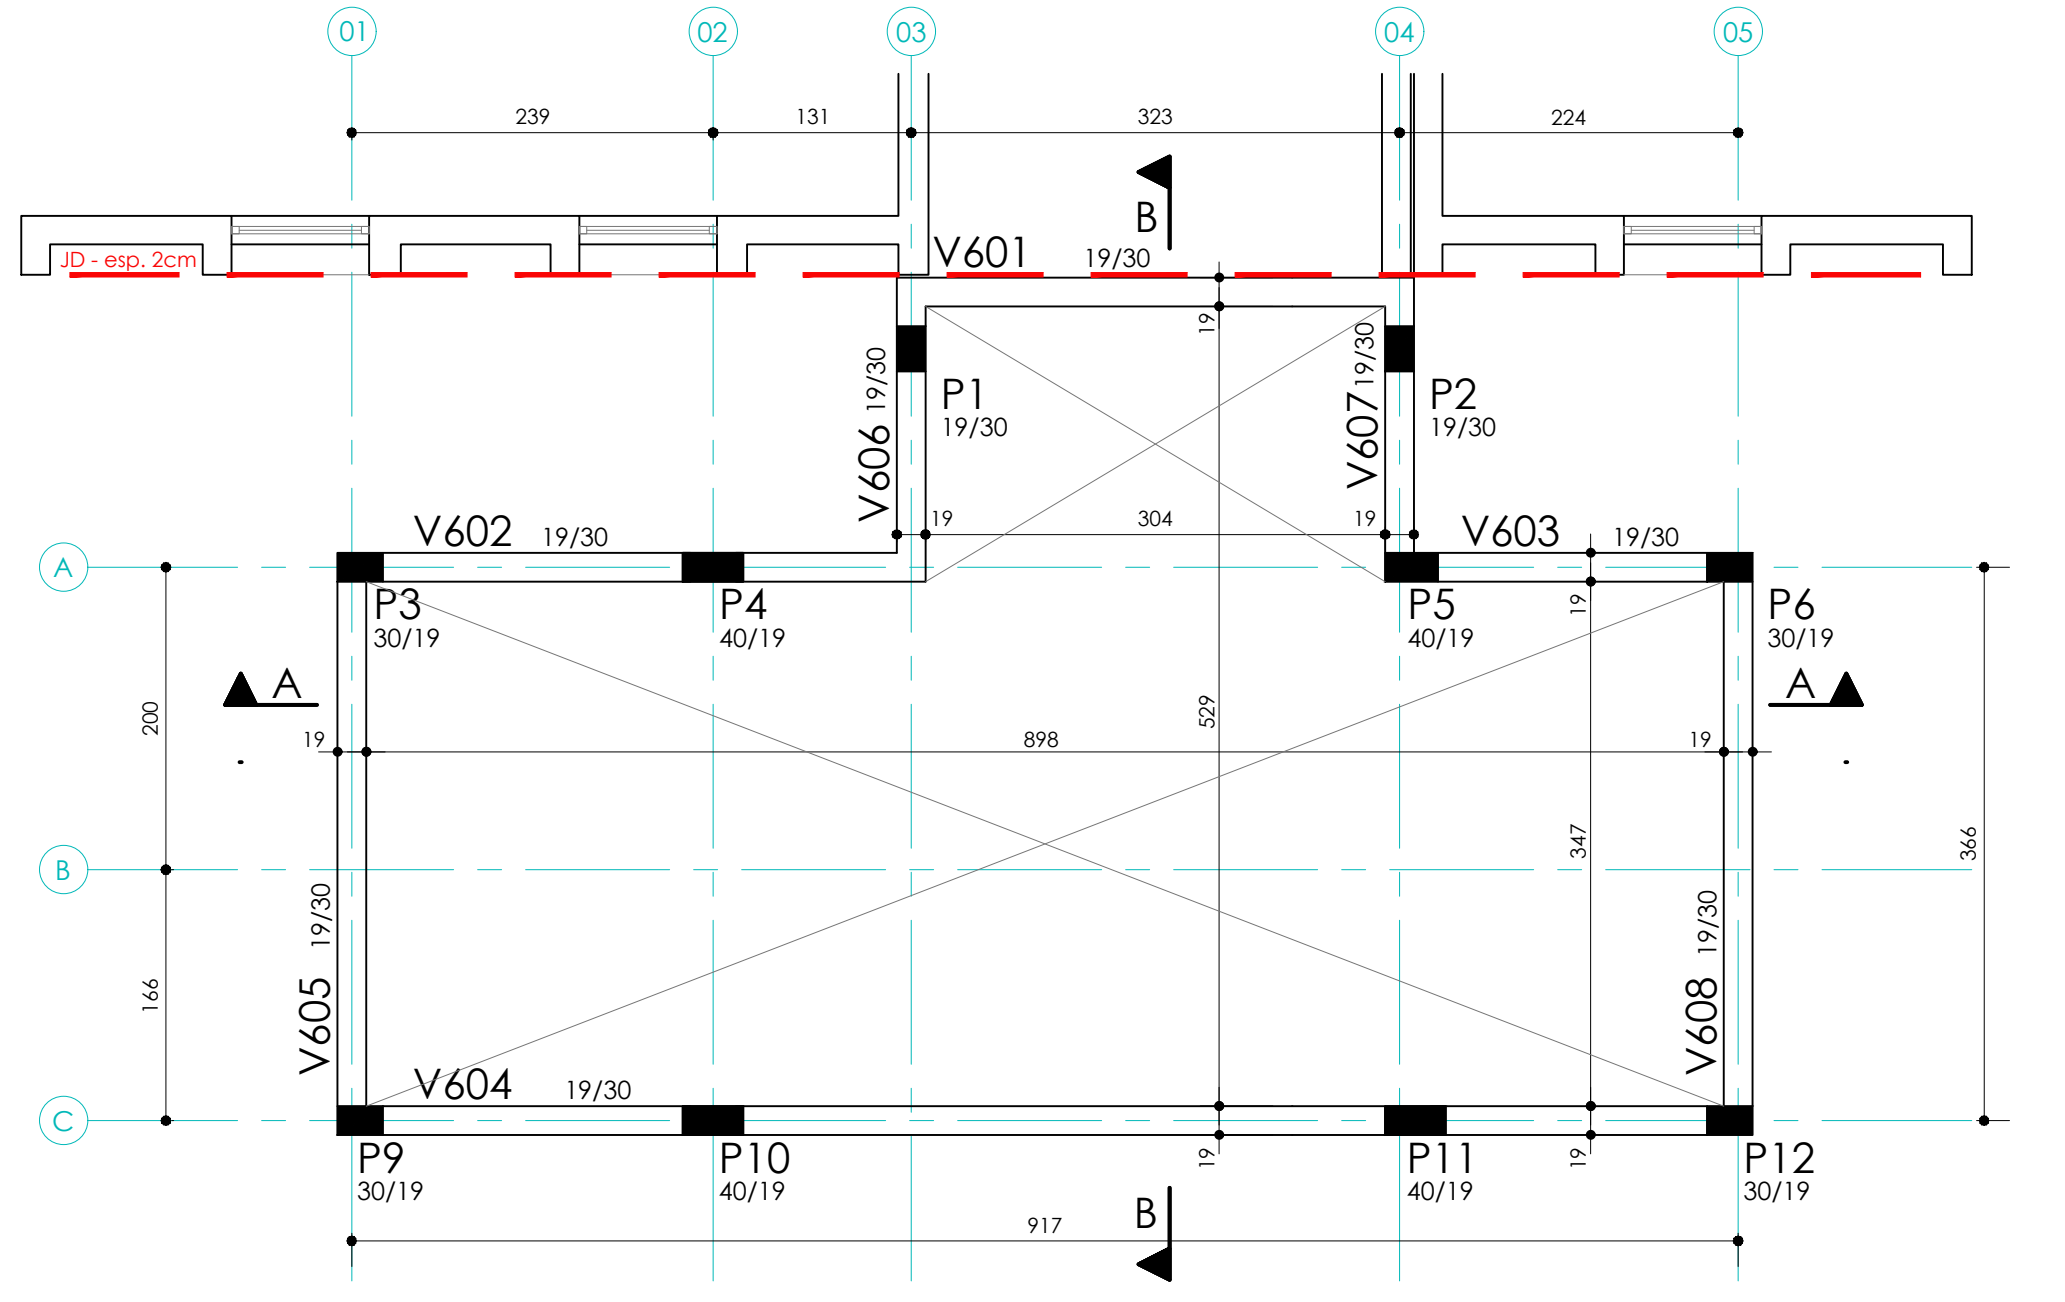 01
02
03
04
05
239
131
323
224
B
JD - esp. 2cm
V601
19/30
19
V606 19/30
P1
19/30
V607 19/30
P2
19/30
19
304
19
V602 19/30
V603 19/30
A
P3
30/19
P4
40/19
P5
40/19
19
P6
30/19
A
A
200
529
19
898
19
347
366
B
V605 19/30
V608 19/30
166
V604 19/30
C
P9
30/19
P10
40/19
19
P11
40/19
19
P12
30/19
B
917